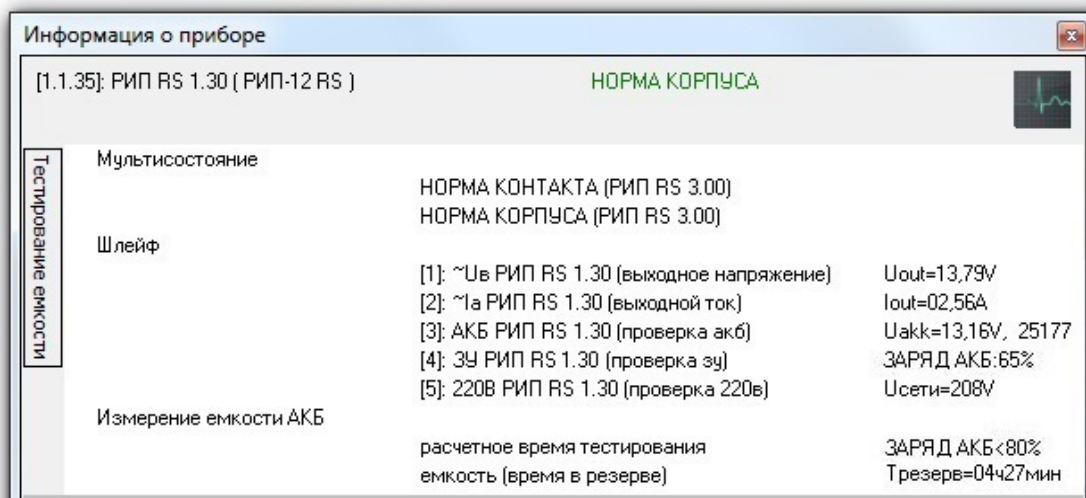 Информация о приборе
[1.1.35]: РИП RS 1.30 ( РИП-12 RS ) НОРМА КОРПУСА
Тестирование емкости
Мультисостояние
НОРМА КОНТАКТА (РИП RS 3.00)
НОРМА КОРПУСА (РИП RS 3.00)
Шлейф
[1]: ~Uв РИП RS 1.30 (выходное напряжение) Uout=13,79V
[2]: ~Iа РИП RS 1.30 (выходной ток) Iout=02,56A
[3]: АКБ РИП RS 1.30 (проверка акб) Uakk=13,16V, 25177
[4]: ЗУ РИП RS 1.30 (проверка зу) ЗАРЯД АКБ:65%
[5]: 220В РИП RS 1.30 (проверка 220в) Uсети=208V
Измерение емкости АКБ
расчетное время тестирования ЗАРЯД АКБ<80%
емкость (время в резерве) Tрезерв=04ч27мин